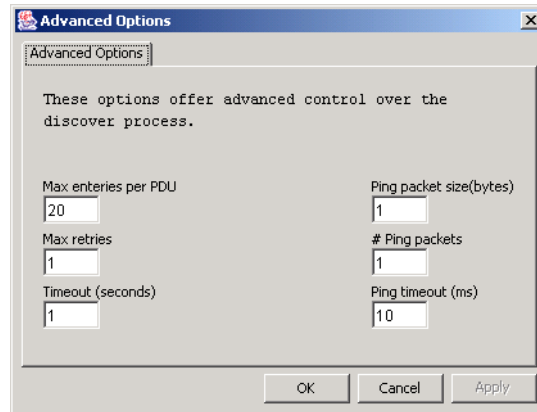 Advanced Options
Advanced Options
These options offer advanced control over the
discover process.
Max enteries per PDU
20
Max retries
1
Timeout (seconds)
1
Ping packet size(bytes)
1
# Ping packets
1
Ping timeout (ms)
10
OK
Cancel
Apply